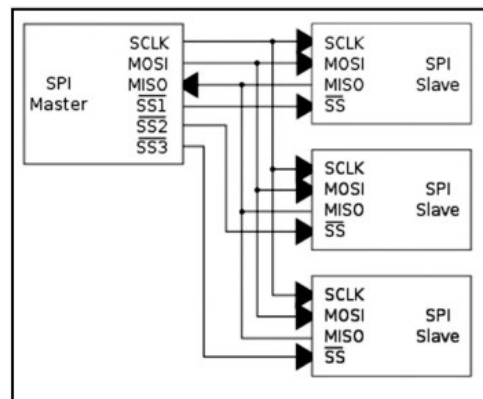 SPI
Master
SCLK
MOSI
MISO
SS1
SS2
SS3
SCLK
MOSI
MISO
SS
SPI
Slave
SCLK
MOSI
MISO
SS
SPI
Slave
SCLK
MOSI
MISO
SS
SPI
Slave